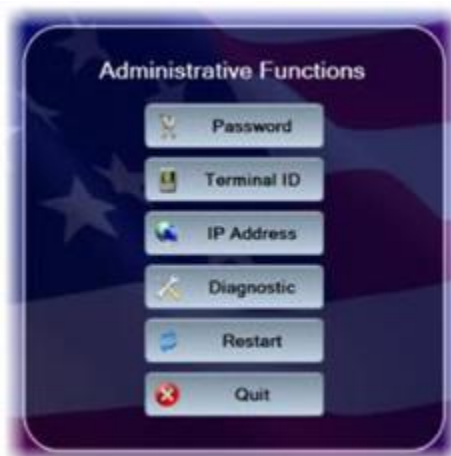 Administrative Functions
Password
Terminal ID
IP Address
Diagnostic
Restart
Quit